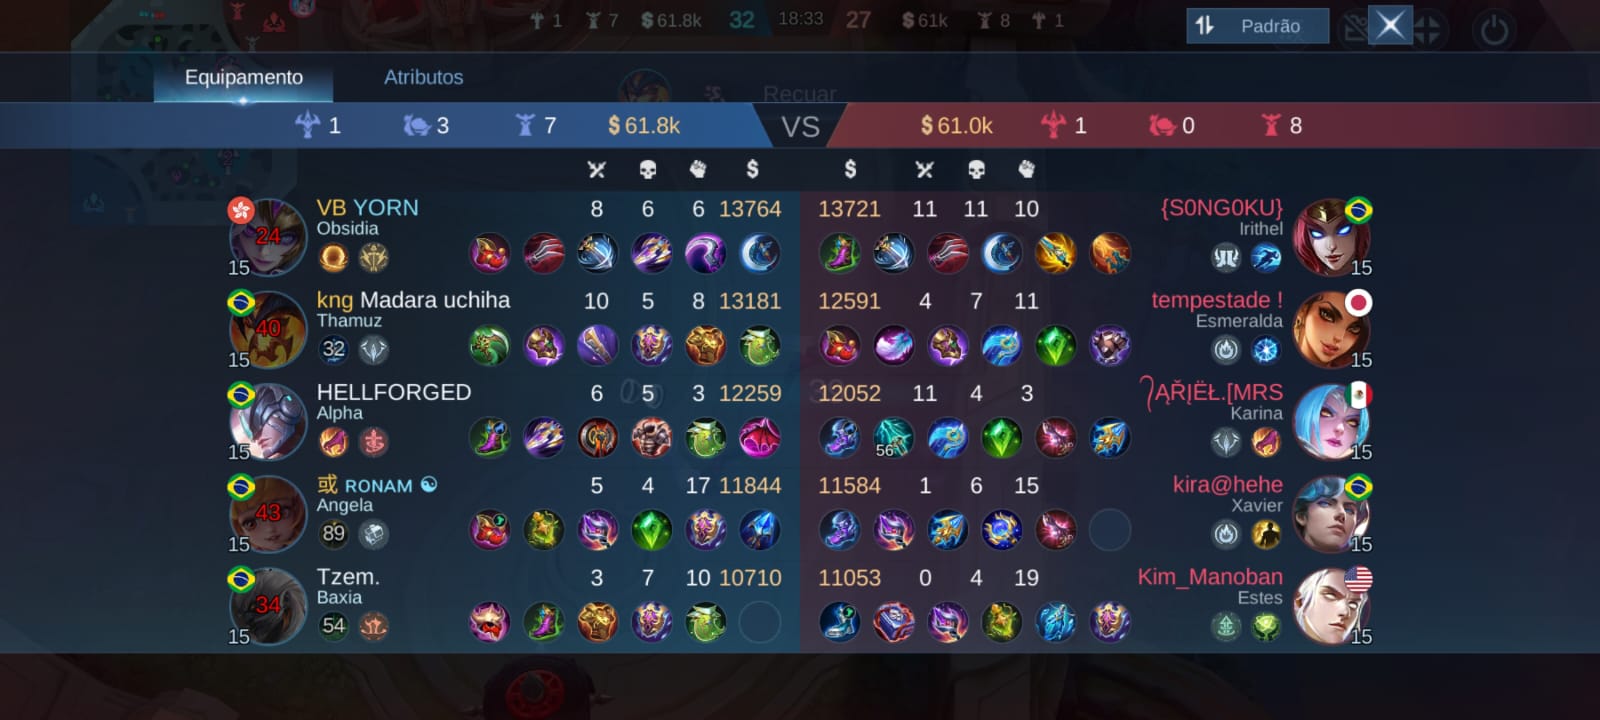 1 7 $61.8k 32 18:33 27 $61k 8 1
Padrão
Equipamento Atributos
Recuar
1 3 7 $61.8k VS $61.0k 1 0 8
$ $
VB YORN 8 6 6 13764 13721 11 11 10 {S0NG0KU}
Obsidia Irithel
24
15 15
kng Madara uchiha 10 5 8 13181 12591 4 7 11 tempestade !
Thamuz Esmeralda
40 32
15 15
HELLFORGED 6 5 3 12259 12052 11 4 3 ᥫᩣŘĮËŁ.[MRS
Alpha Karina
56
15 15
或 ʀᴏɴᴀᴍ ☯ 5 4 17 11844 11584 1 6 15 kira@hehe
Angela Xavier
43 89
15 15
Tzem. 3 7 10 10710 11053 0 4 19 Kim_Manoban
Baxia Estes
34 54
15 15